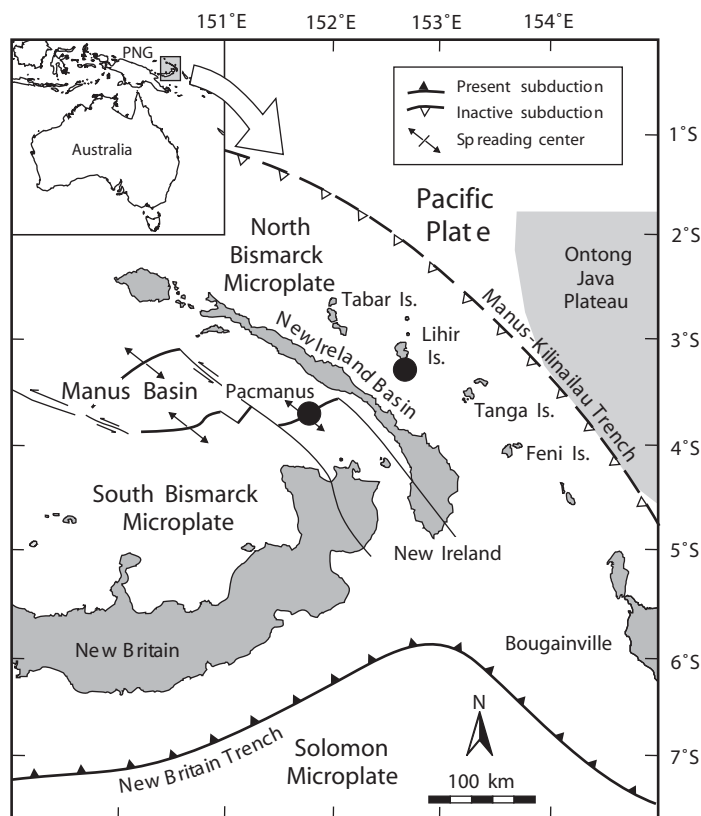 151°E 152°E 153°E 154°E
PNG
Australia
Present subduction
Inactive subduction
Spreading center
1°S
Pacific
Plate
North
Bismarck
Microplate
2°S
Ontong
Java
Plateau
Tabar Is.
Lihir
Is.
3°S
New Ireland Basin
Manus-Kilinailau Trench
Manus Basin
Pacmanus
Tanga Is.
4°S
Feni Is.
South Bismarck
Microplate
5°S
New Ireland
New Britain
Bougainville
6°S
N
New Britain Trench
Solomon
Microplate
7°S
100 km